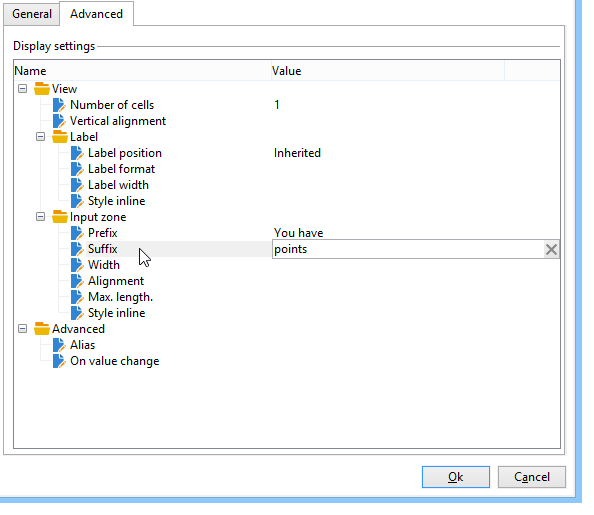 General Advanced
Display settings
Name Value
View
Number of cells 1
Vertical alignment
Label
Label position Inherited
Label format
Label width
Style inline
Input zone
Prefix You have
Suffix points
Width
Alignment
Max. length.
Style inline
Advanced
Alias
On value change
Ok Cancel